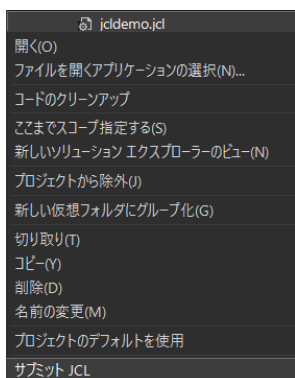 jcldemo.jcl
開く(O)
ファイルを開くアプリケーションの選択(N)...
コードのクリーンアップ
ここまでスコープ指定する(S)
新しいソリューション エクスプローラーのビュー(N)
プロジェクトから除外(J)
新しい仮想フォルダにグループ化(G)
切り取り(T)
コピー(Y)
削除(D)
名前の変更(M)
プロジェクトのデフォルトを使用
サブミット JCL